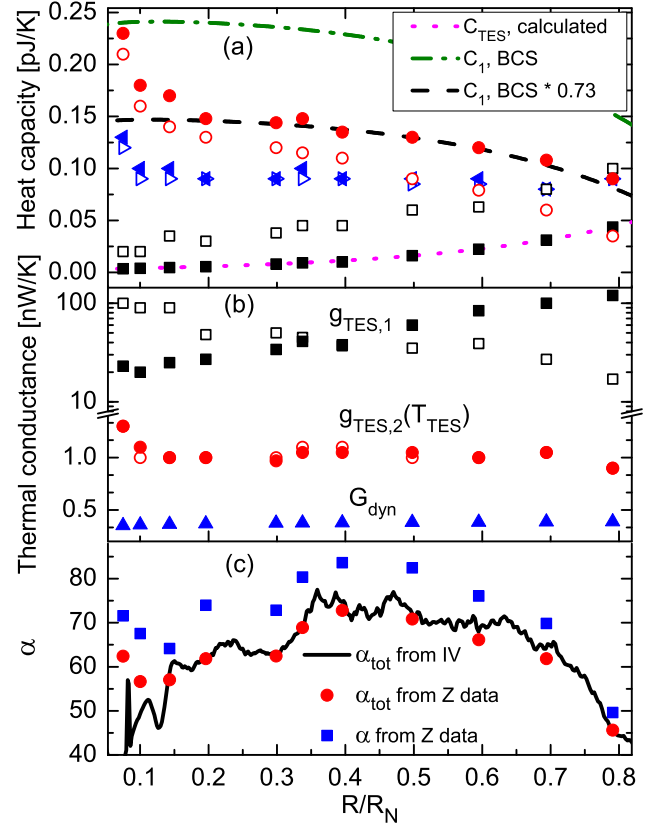 (a)
C_TES, calculated
C_1, BCS
C_1, BCS * 0.73
Heat capacity [pJ/K]
0.25
0.20
0.15
0.10
0.05
0.00
(b)
g_TES,1
g_TES,2(T_TES)
G_dyn
Thermal conductance [nW/K]
100
10
1.0
0.5
(c)
α_tot from IV
α_tot from Z data
α from Z data
α
80
70
60
50
40
0.1 0.2 0.3 0.4 0.5 0.6 0.7 0.8
R/R_N